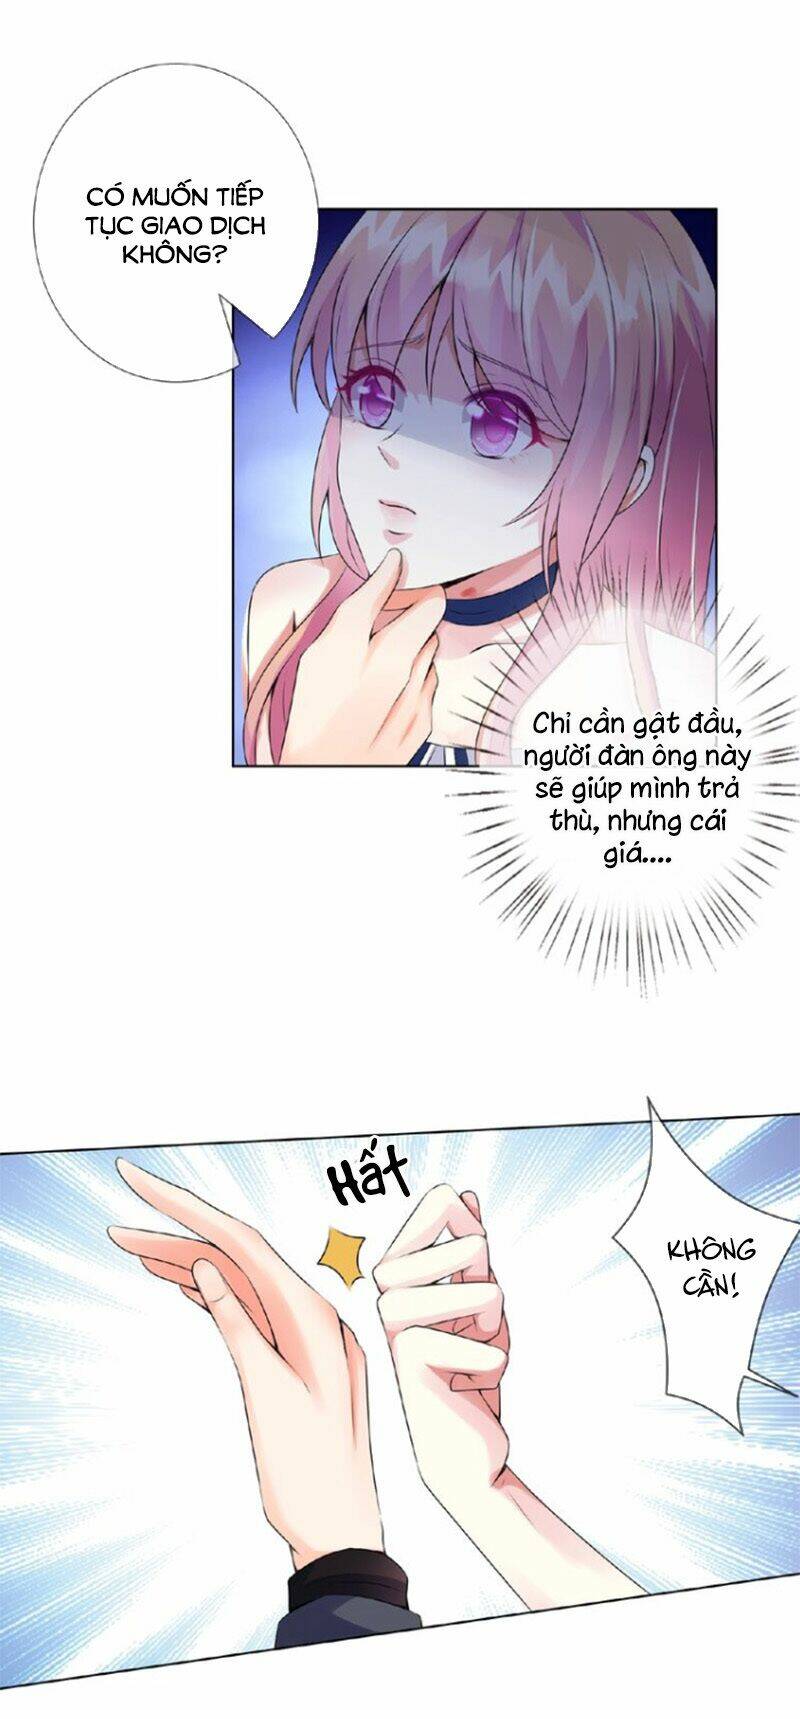 CÓ MUỐN TIẾP
TỤC GIAO DỊCH
KHÔNG?
Chỉ cần gật đầu,
người đàn ông này
sẽ giúp mình trả
thù, nhưng cái
giá....
Hất
KHÔNG
CẦN!